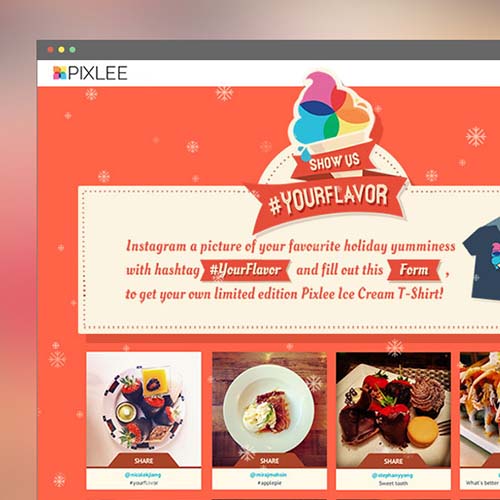 PIXLEE
SHOW US
#YOURFLAVOR
Instagram a picture of your favourite holiday yumminess
with hashtag #YourFlavor and fill out this Form ,
to get your own limited edition Pixlee Ice Cream T-Shirt!
SHARE SHARE SHARE
@nicolekjiang @mirajmohsin @stephanyyang
#yourflavor #applepie Sweet tooth What's better